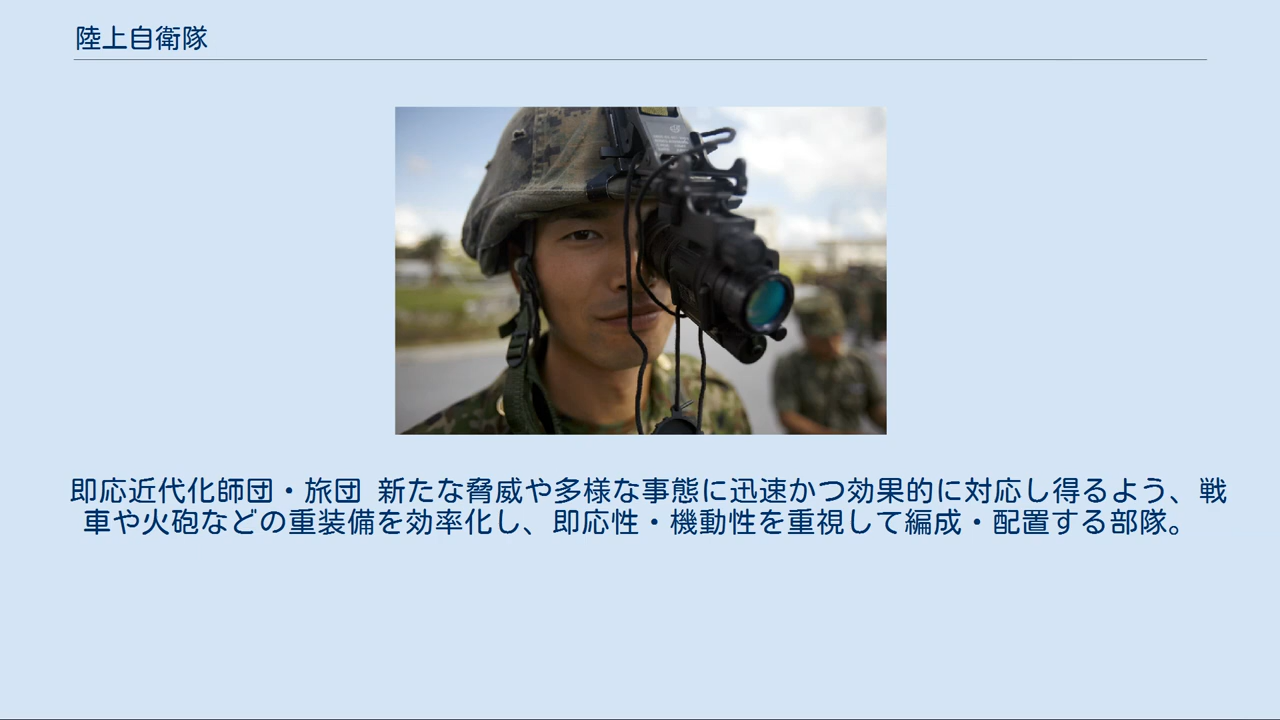 陸上自衛隊
即応近代化師団・旅団 新たな脅威や多様な事態に迅速かつ効果的に対応し得るよう、戦
車や火砲などの重装備を効率化し、即応性・機動性を重視して編成・配置する部隊。